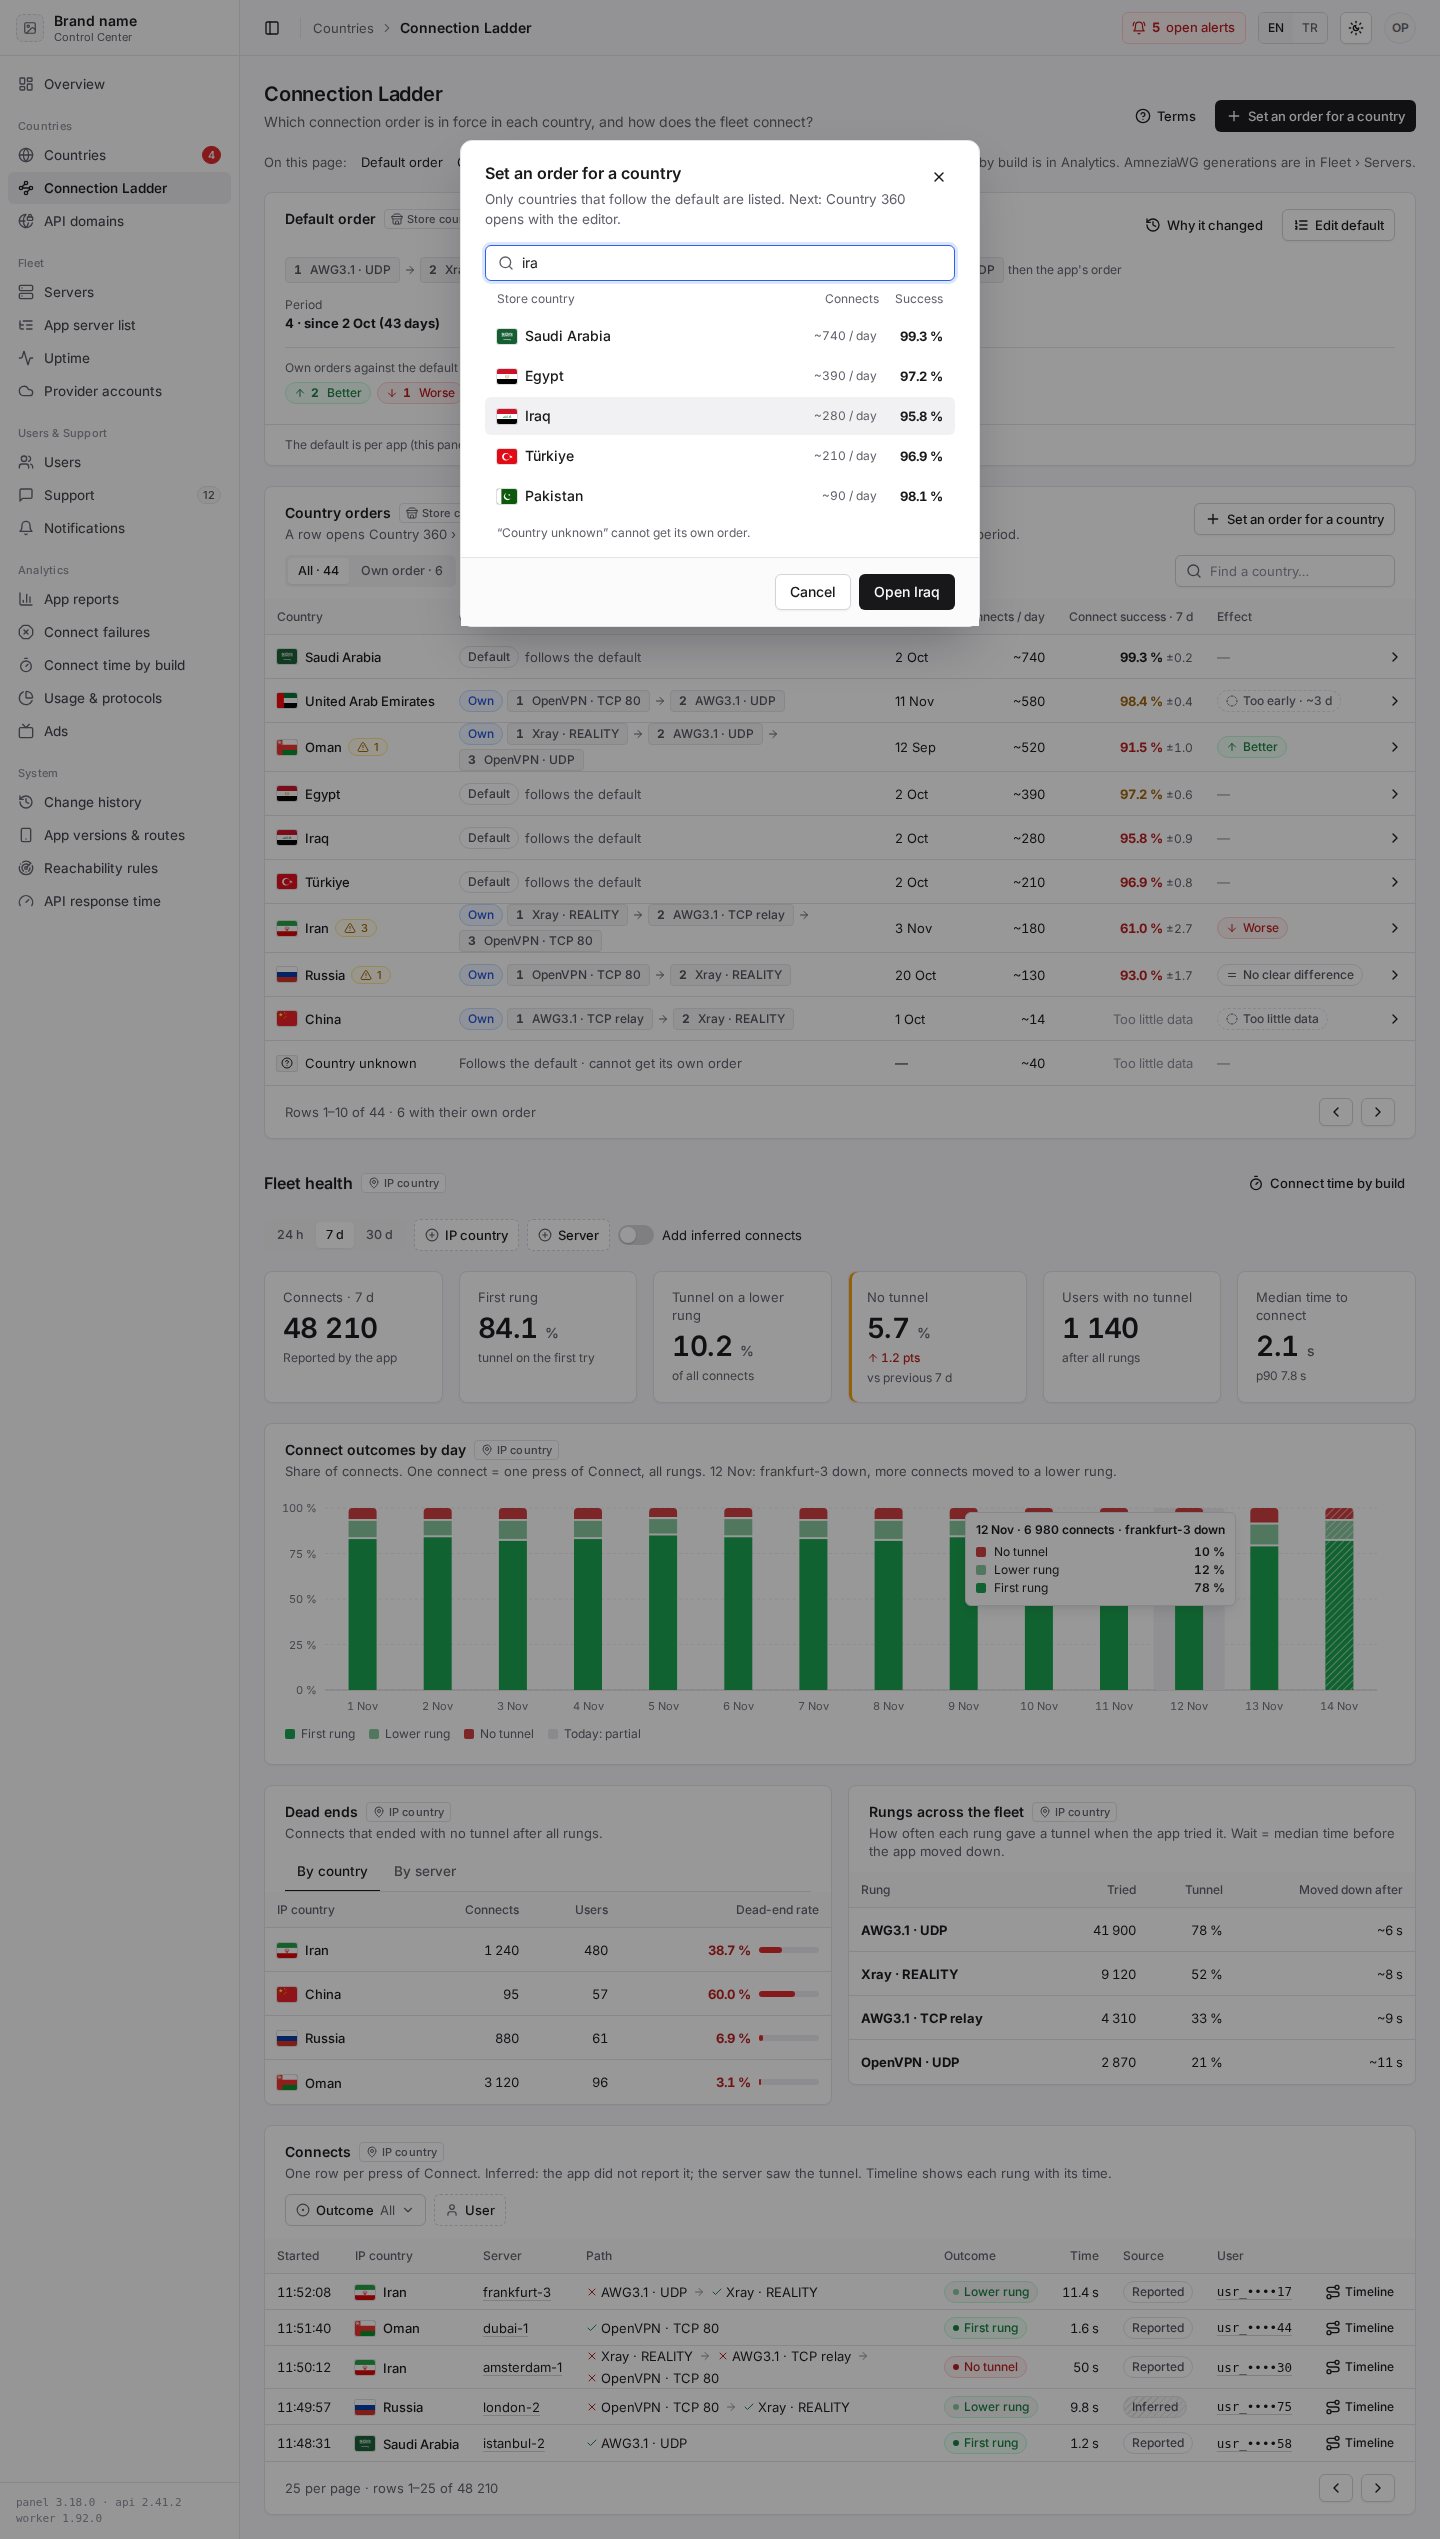 Brand name
Control Center
Countries
Connection Ladder
5 open alerts
EN
TR
OP
Overview
Countries
Countries
4
Connection Ladder
API domains
Fleet
Servers
App server list
Uptime
Provider accounts
Users & Support
Users
Support
12
Notifications
Analytics
App reports
Connect failures
Connect time by build
Usage & protocols
Ads
System
Change history
App versions & routes
Reachability rules
API response time
panel 3.18.0 · api 2.41.2
worker 1.92.0
Connection Ladder
Which connection order is in force in each country, and how does the fleet connect?
Terms
Set an order for a country
On this page:
Default order
by build is in Analytics. AmneziaWG generations are in Fleet › Servers.
Default order
Why it changed
Edit default
1 AWG3.1 · UDP
2
then the app's order
Period
4 · since 2 Oct (43 days)
Own orders against the default
2 Better
1 Worse
The default is per app (this
Set an order for a country
Only countries that follow the default are listed. Next: Country 360
opens with the editor.
ira
Store country
Connects
Success
Saudi Arabia ~740 / day 99.3 %
Egypt ~390 / day 97.2 %
Iraq ~280 / day 95.8 %
Türkiye ~210 / day 96.9 %
Pakistan ~90 / day 98.1 %
“Country unknown” cannot get its own order.
Cancel
Open Iraq
Country orders
Set an order for a country
A row opens Country 360 ›
period.
All · 44
Own order · 6
Find a country...
Country
Connect success · 7 d
Effect
Saudi Arabia Default follows the default 2 Oct ~740 99.3 % ±0.2 —
United Arab Emirates Own 1 OpenVPN · TCP 80 → 2 AWG3.1 · UDP 11 Nov ~580 98.4 % ±0.4 Too early · ~3 d
Oman 1 Own 1 Xray · REALITY → 2 AWG3.1 · UDP → 12 Sep ~520 91.5 % ±1.0 Better
3 OpenVPN · UDP
Egypt Default follows the default 2 Oct ~390 97.2 % ±0.6 —
Iraq Default follows the default 2 Oct ~280 95.8 % ±0.9 —
Türkiye Default follows the default 2 Oct ~210 96.9 % ±0.8 —
Iran 3 Own 1 Xray · REALITY → 2 AWG3.1 · TCP relay → 3 Nov ~180 61.0 % ±2.7 Worse
3 OpenVPN · TCP 80
Russia 1 Own 1 OpenVPN · TCP 80 → 2 Xray · REALITY 20 Oct ~130 93.0 % ±1.7 No clear difference
China Own 1 AWG3.1 · TCP relay → 2 Xray · REALITY 1 Oct ~14 Too little data Too little data
Country unknown Follows the default · cannot get its own order — ~40 Too little data —
Rows 1–10 of 44 · 6 with their own order
Fleet health
IP country
Connect time by build
24 h
7 d
30 d
IP country
Server
Add inferred connects
Connects · 7 d
48 210
Reported by the app
First rung
84.1 %
tunnel on the first try
Tunnel on a lower
rung
10.2 %
of all connects
No tunnel
5.7 %
↑ 1.2 pts
vs previous 7 d
Users with no tunnel
1 140
after all rungs
Median time to
connect
2.1 s
p90 7.8 s
Connect outcomes by day
IP country
Share of connects. One connect = one press of Connect, all rungs. 12 Nov: frankfurt-3 down, more connects moved to a lower rung.
100 %
75 %
50 %
25 %
0 %
12 Nov · 6 980 connects · frankfurt-3 down
No tunnel 10 %
Lower rung 12 %
First rung 78 %
1 Nov 2 Nov 3 Nov 4 Nov 5 Nov 6 Nov 7 Nov 8 Nov 9 Nov 10 Nov 11 Nov 12 Nov 13 Nov 14 Nov
First rung Lower rung No tunnel Today: partial
Dead ends
IP country
Connects that ended with no tunnel after all rungs.
By country
By server
IP country Connects Users Dead-end rate
Iran 1 240 480 38.7 %
China 95 57 60.0 %
Russia 880 61 6.9 %
Oman 3 120 96 3.1 %
Rungs across the fleet
IP country
How often each rung gave a tunnel when the app tried it. Wait = median time before
the app moved down.
Rung Tried Tunnel Moved down after
AWG3.1 · UDP 41 900 78 % ~6 s
Xray · REALITY 9 120 52 % ~8 s
AWG3.1 · TCP relay 4 310 33 % ~9 s
OpenVPN · UDP 2 870 21 % ~11 s
Connects
IP country
One row per press of Connect. Inferred: the app did not report it; the server saw the tunnel. Timeline shows each rung with its time.
Outcome All
User
Started IP country Server Path Outcome Time Source User
11:52:08 Iran frankfurt-3 × AWG3.1 · UDP → ✓ Xray · REALITY Lower rung 11.4 s Reported usr_••••17 Timeline
11:51:40 Oman dubai-1 ✓ OpenVPN · TCP 80 First rung 1.6 s Reported usr_••••44 Timeline
11:50:12 Iran amsterdam-1 × Xray · REALITY → × AWG3.1 · TCP relay → No tunnel 50 s Reported usr_••••30 Timeline
× OpenVPN · TCP 80
11:49:57 Russia london-2 × OpenVPN · TCP 80 → ✓ Xray · REALITY Lower rung 9.8 s Inferred usr_••••75 Timeline
11:48:31 Saudi Arabia istanbul-2 ✓ AWG3.1 · UDP First rung 1.2 s Reported usr_••••58 Timeline
25 per page · rows 1–25 of 48 210